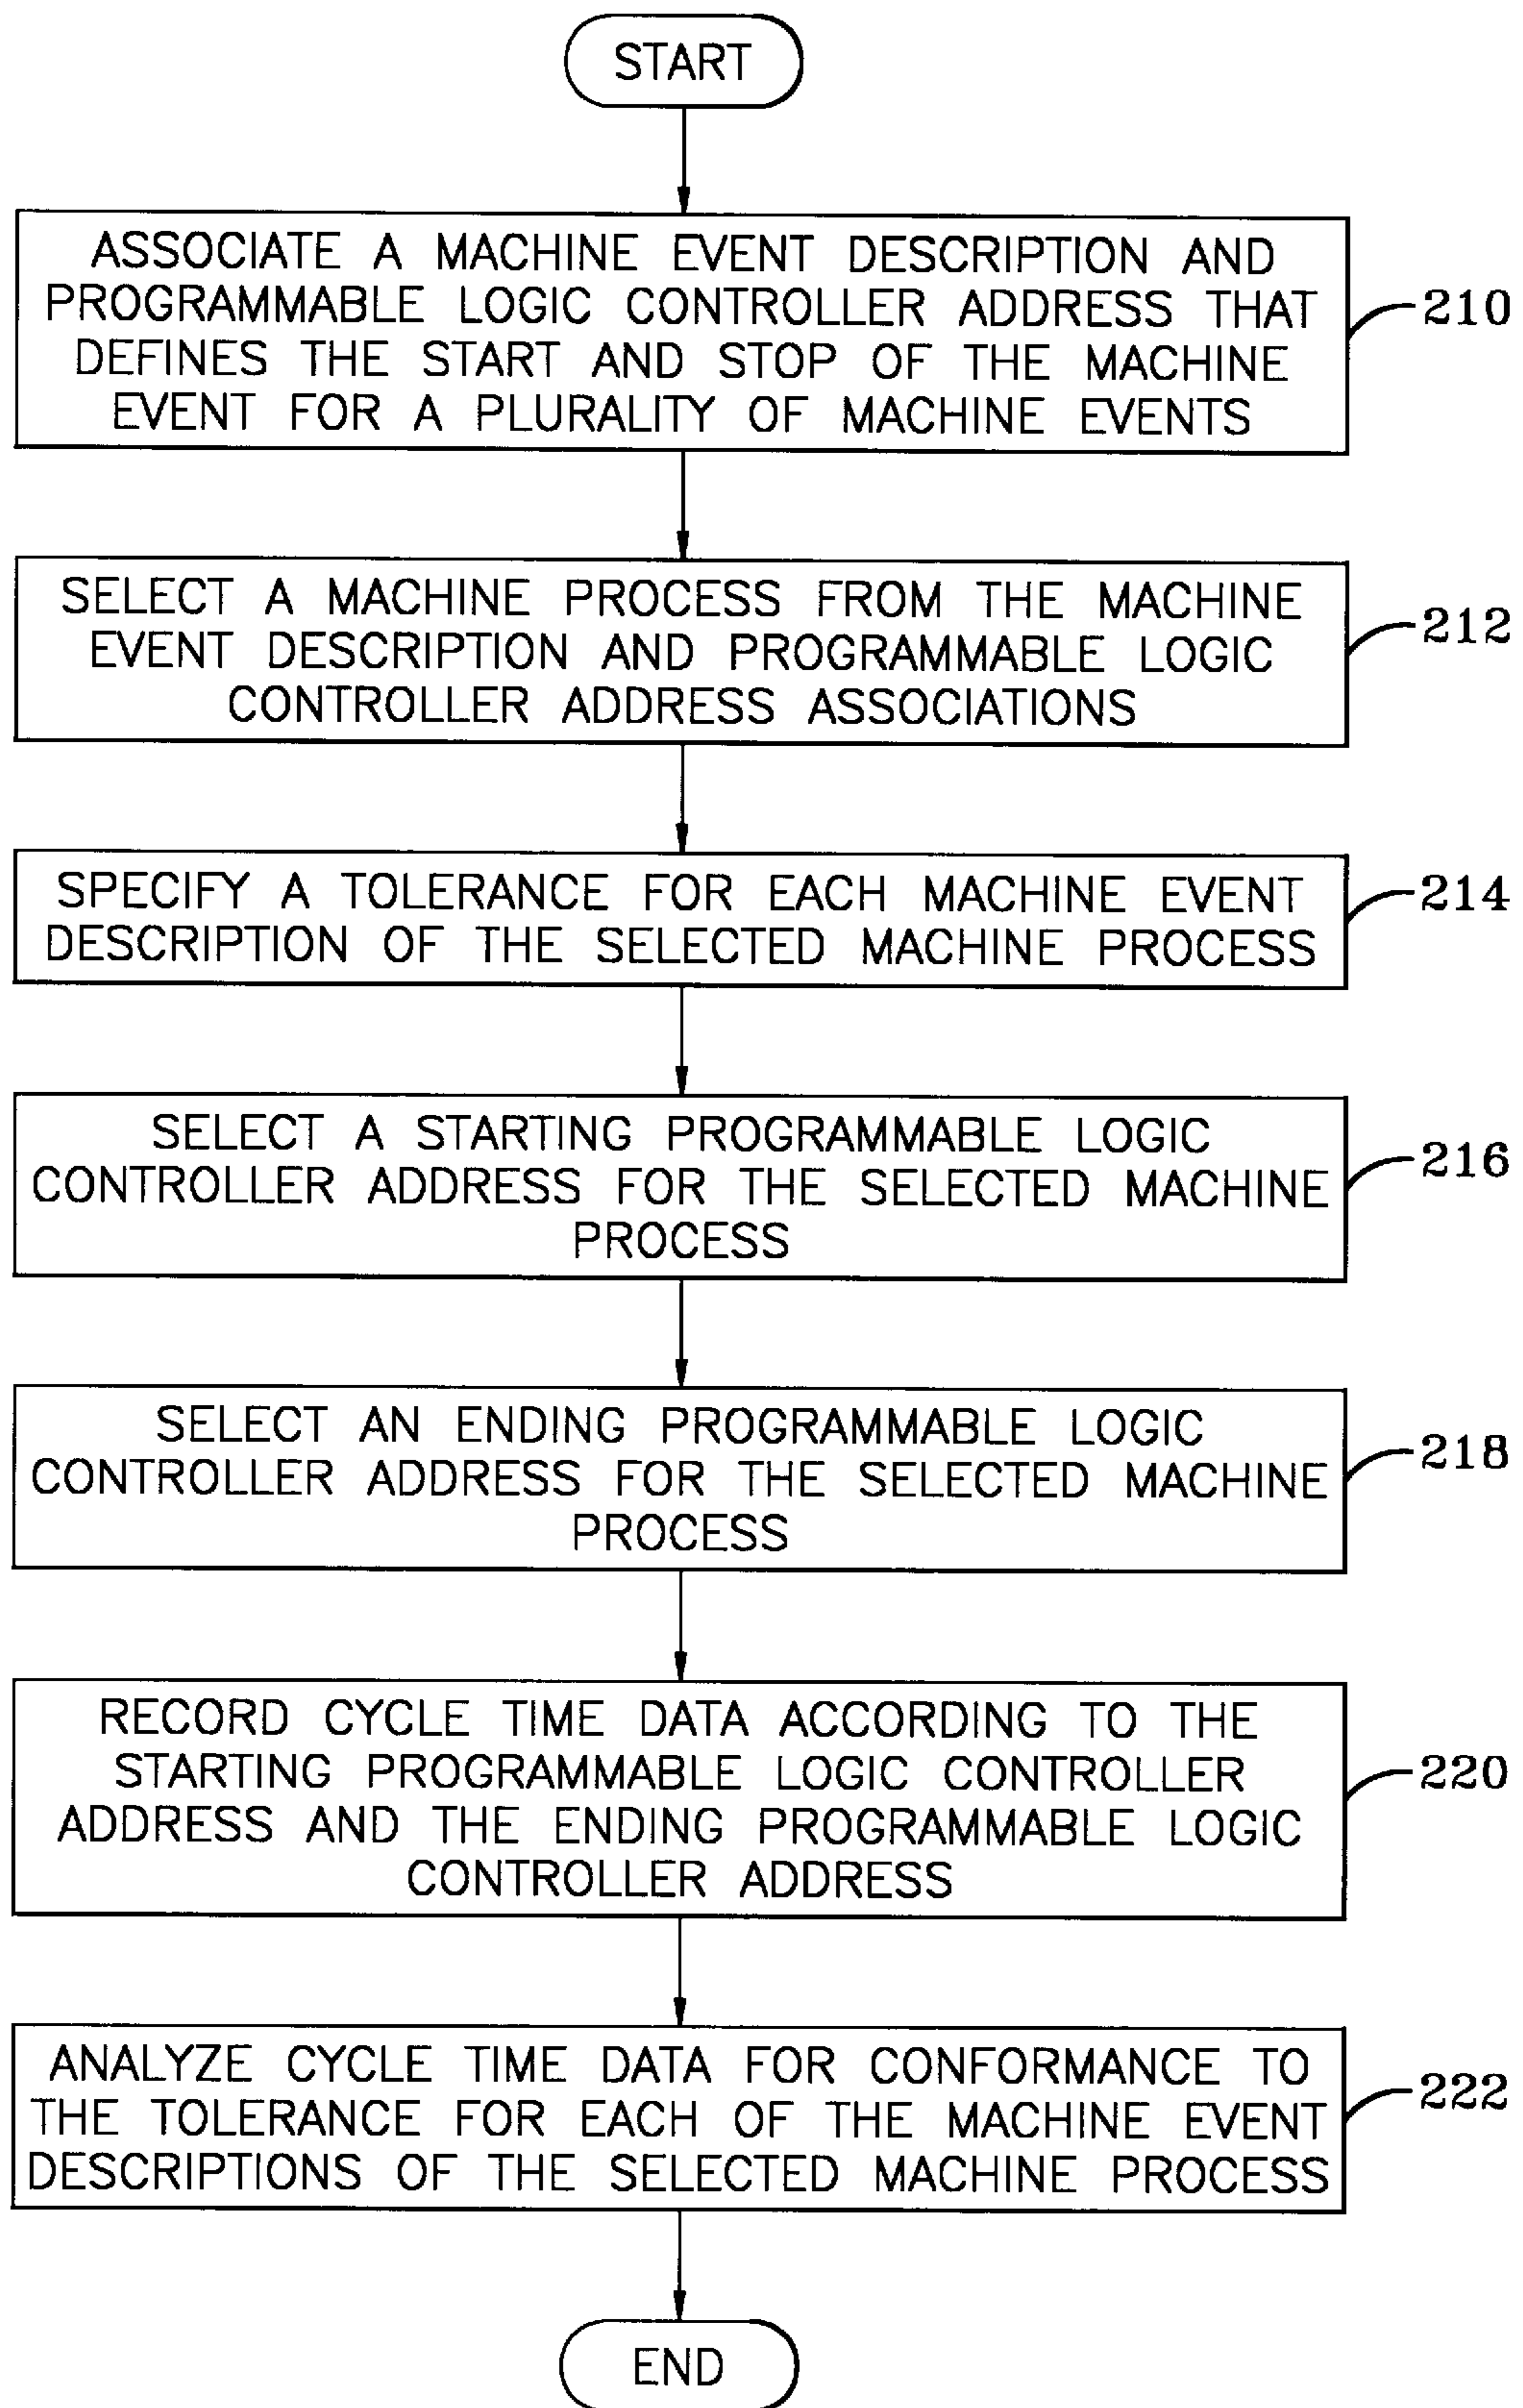 START
ASSOCIATE A MACHINE EVENT DESCRIPTION AND
PROGRAMMABLE LOGIC CONTROLLER ADDRESS THAT
DEFINES THE START AND STOP OF THE MACHINE
EVENT FOR A PLURALITY OF MACHINE EVENTS
210
SELECT A MACHINE PROCESS FROM THE MACHINE
EVENT DESCRIPTION AND PROGRAMMABLE LOGIC
CONTROLLER ADDRESS ASSOCIATIONS
212
SPECIFY A TOLERANCE FOR EACH MACHINE EVENT
DESCRIPTION OF THE SELECTED MACHINE PROCESS
214
SELECT A STARTING PROGRAMMABLE LOGIC
CONTROLLER ADDRESS FOR THE SELECTED MACHINE
PROCESS
216
SELECT AN ENDING PROGRAMMABLE LOGIC
CONTROLLER ADDRESS FOR THE SELECTED MACHINE
PROCESS
218
RECORD CYCLE TIME DATA ACCORDING TO THE
STARTING PROGRAMMABLE LOGIC CONTROLLER
ADDRESS AND THE ENDING PROGRAMMABLE LOGIC
CONTROLLER ADDRESS
220
ANALYZE CYCLE TIME DATA FOR CONFORMANCE TO
THE TOLERANCE FOR EACH OF THE MACHINE EVENT
DESCRIPTIONS OF THE SELECTED MACHINE PROCESS
222
END